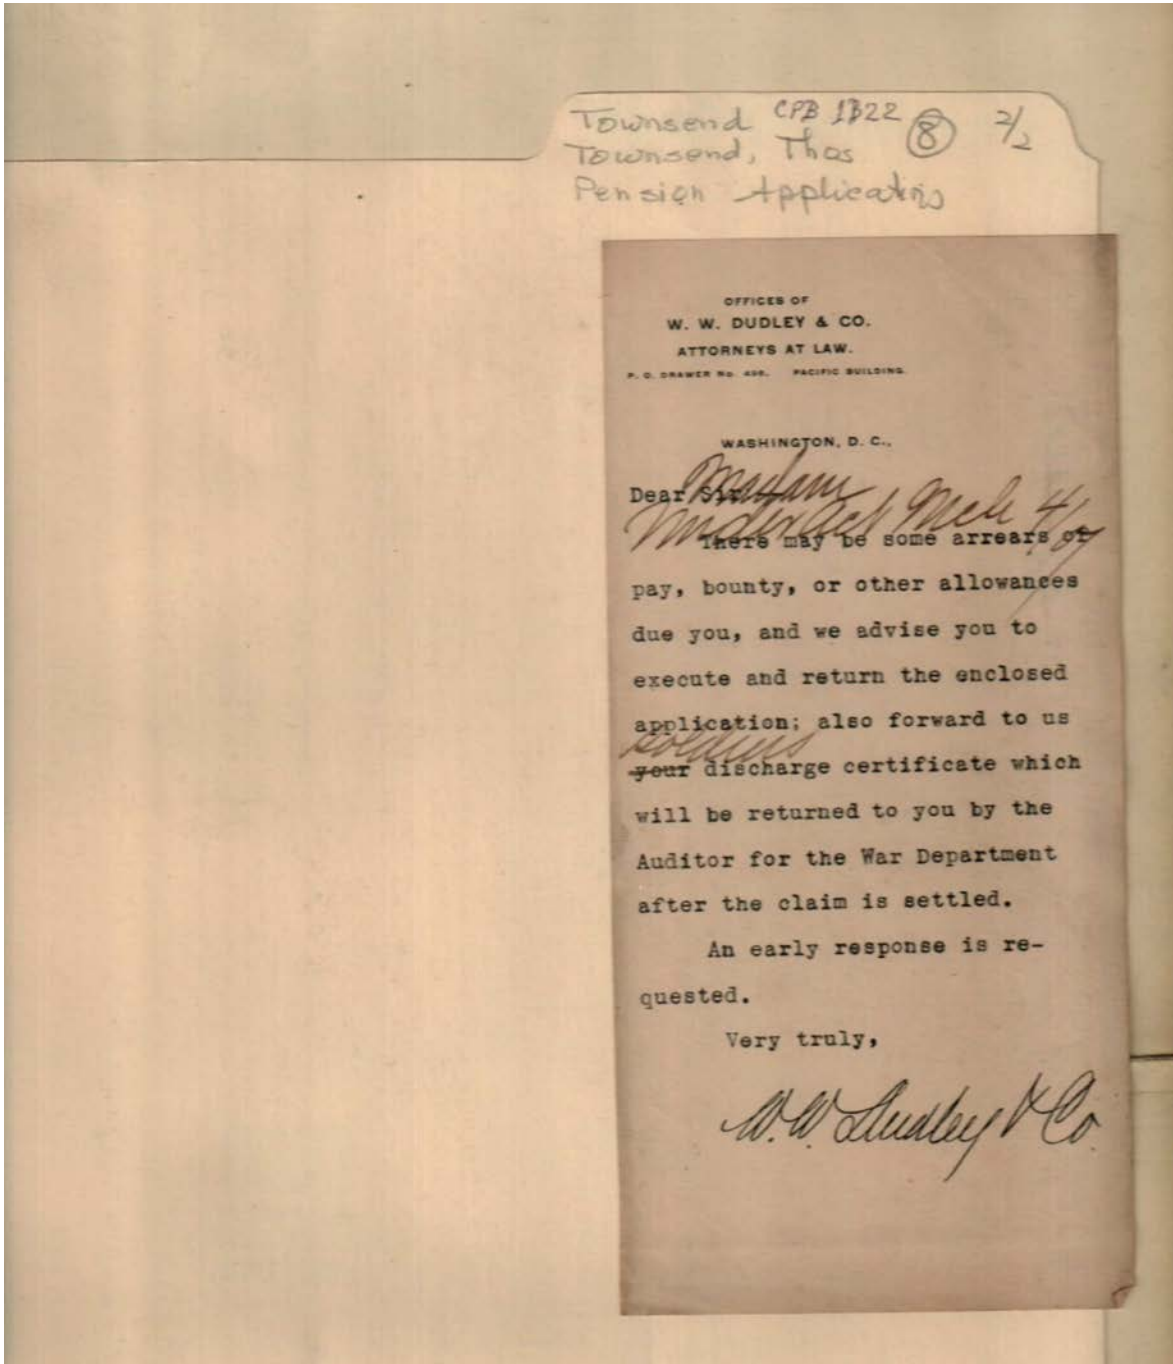 Townsend CPB 1B22 8 2/2
Townsend, Thos
Pension Applications
OFFICES OF
W. W. DUDLEY & CO.
ATTORNEYS AT LAW.
P. O. DRAWER No. PACIFIC BUILDING.
WASHINGTON, D. C.,
Dear Sir: Madam
Under Act Mch 4/07
There may be some arrears of
pay, bounty, or other allowances
due you, and we advise you to
execute and return the enclosed
application; also forward to us
soldiers
your discharge certificate which
will be returned to you by the
Auditor for the War Department
after the claim is settled.
An early response is re-
quested.
Very truly,
W. W. Dudley & Co.